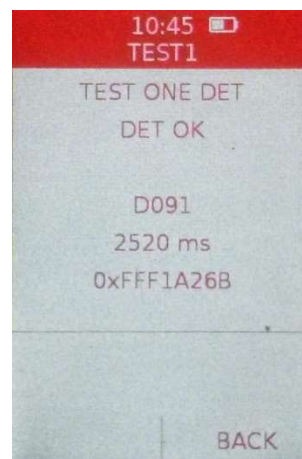 10:45
TEST1
TEST ONE DET
DET OK
D091
2520 ms
0xFFF1A26B
BACK